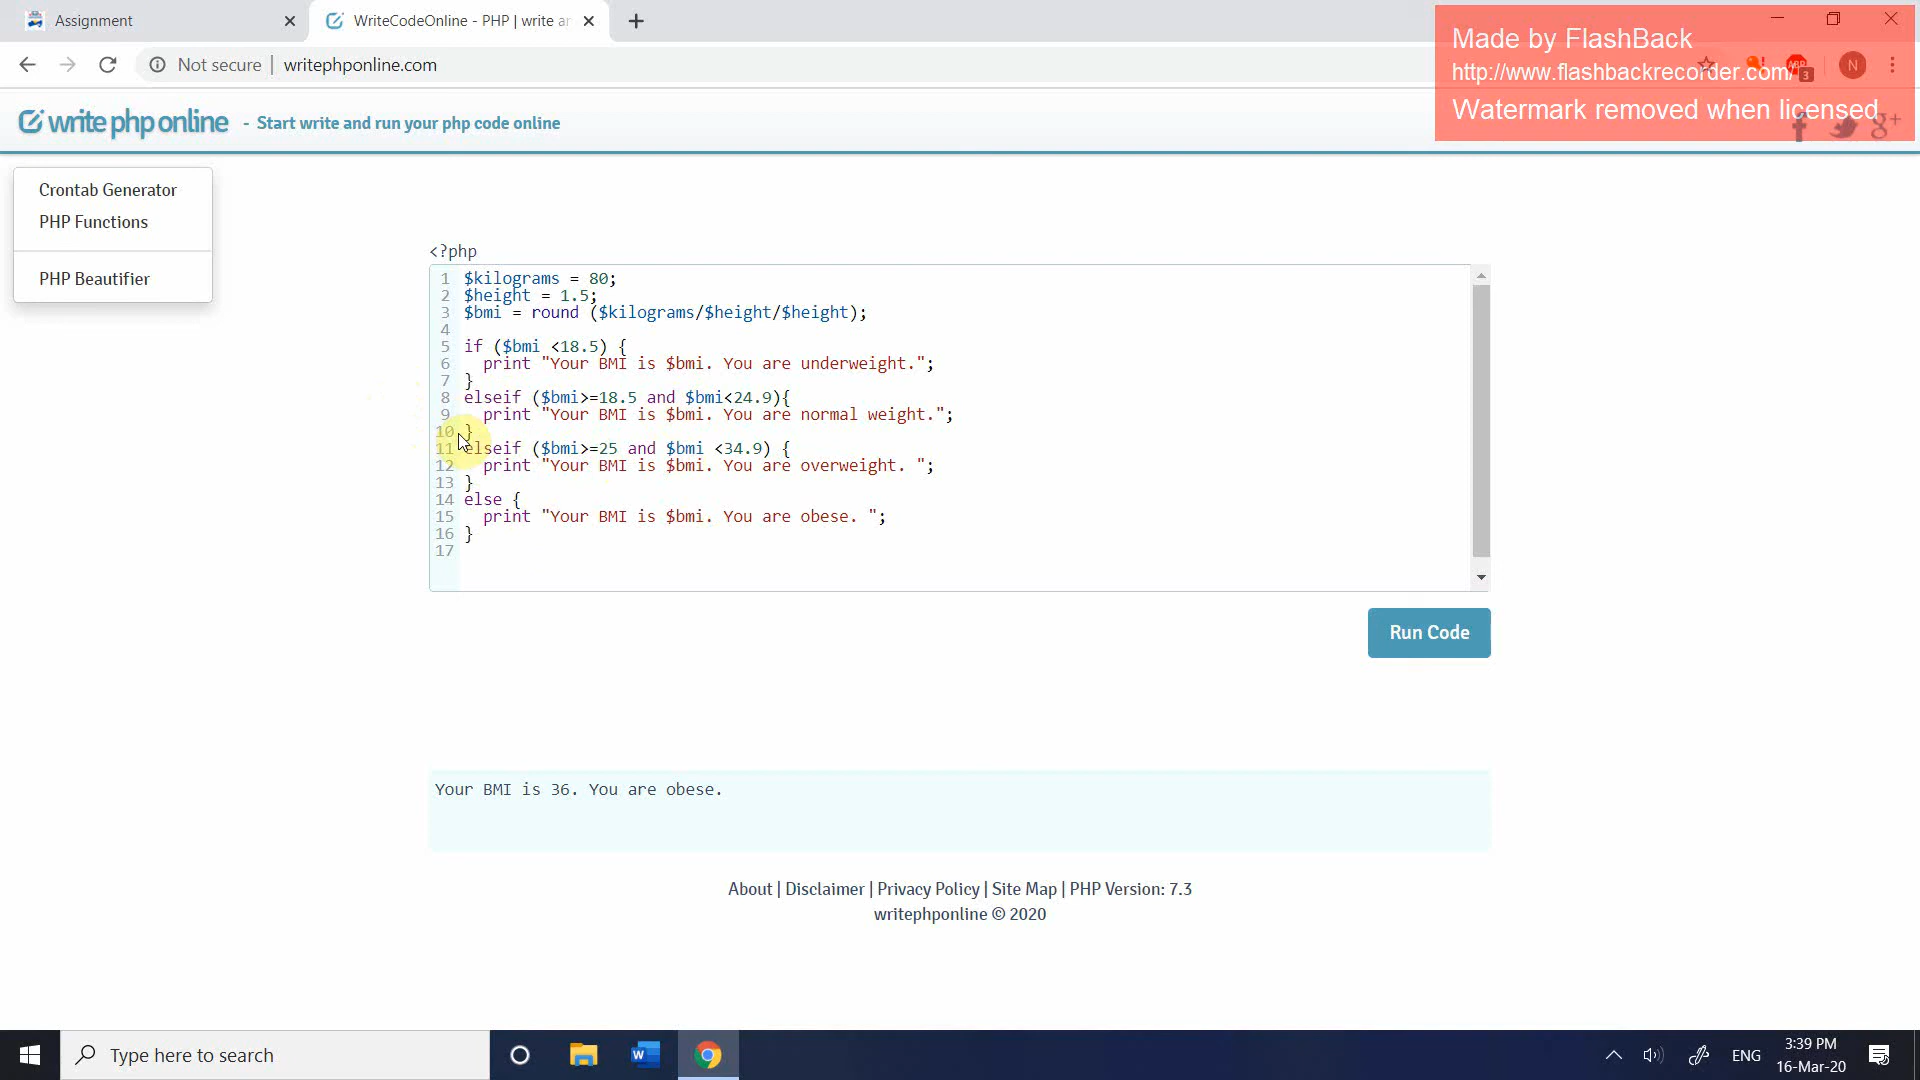 Assignment
WriteCodeOnline - PHP | write an
Made by FlashBack
http://www.flashbackrecorder.com/
Watermark removed when licensed
Not secure | writephponline.com
3
N
write php online - Start write and run your php code online
g+
Crontab Generator
PHP Functions
PHP Beautifier
<?php
1 $kilograms = 80;
2 $height = 1.5;
3 $bmi = round ($kilograms/$height/$height);
4
5 if ($bmi <18.5) {
6 print "Your BMI is $bmi. You are underweight.";
7 }
8 elseif ($bmi>=18.5 and $bmi<24.9){
9 print "Your BMI is $bmi. You are normal weight.";
10 }
11 elseif ($bmi>=25 and $bmi <34.9) {
12 print "Your BMI is $bmi. You are overweight. ";
13 }
14 else {
15 print "Your BMI is $bmi. You are obese. ";
16 }
17
Run Code
Your BMI is 36. You are obese.
About | Disclaimer | Privacy Policy | Site Map | PHP Version: 7.3
writephponline © 2020
Type here to search
ENG
3:39 PM
16-Mar-20